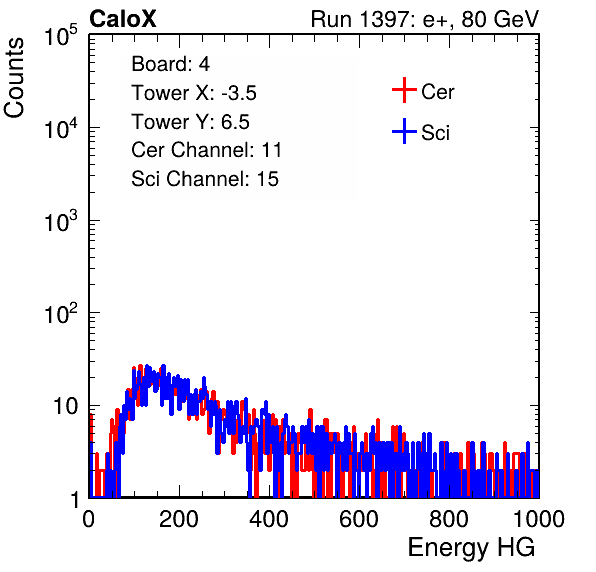 CaloX Run 1397: e+, 80 GeV
Counts
Board: 4
Tower X: -3.5
Tower Y: 6.5
Cer Channel: 11
Sci Channel: 15
Cer
Sci
10^5
10^4
10^3
10^2
10
1
0 200 400 600 800 1000
Energy HG